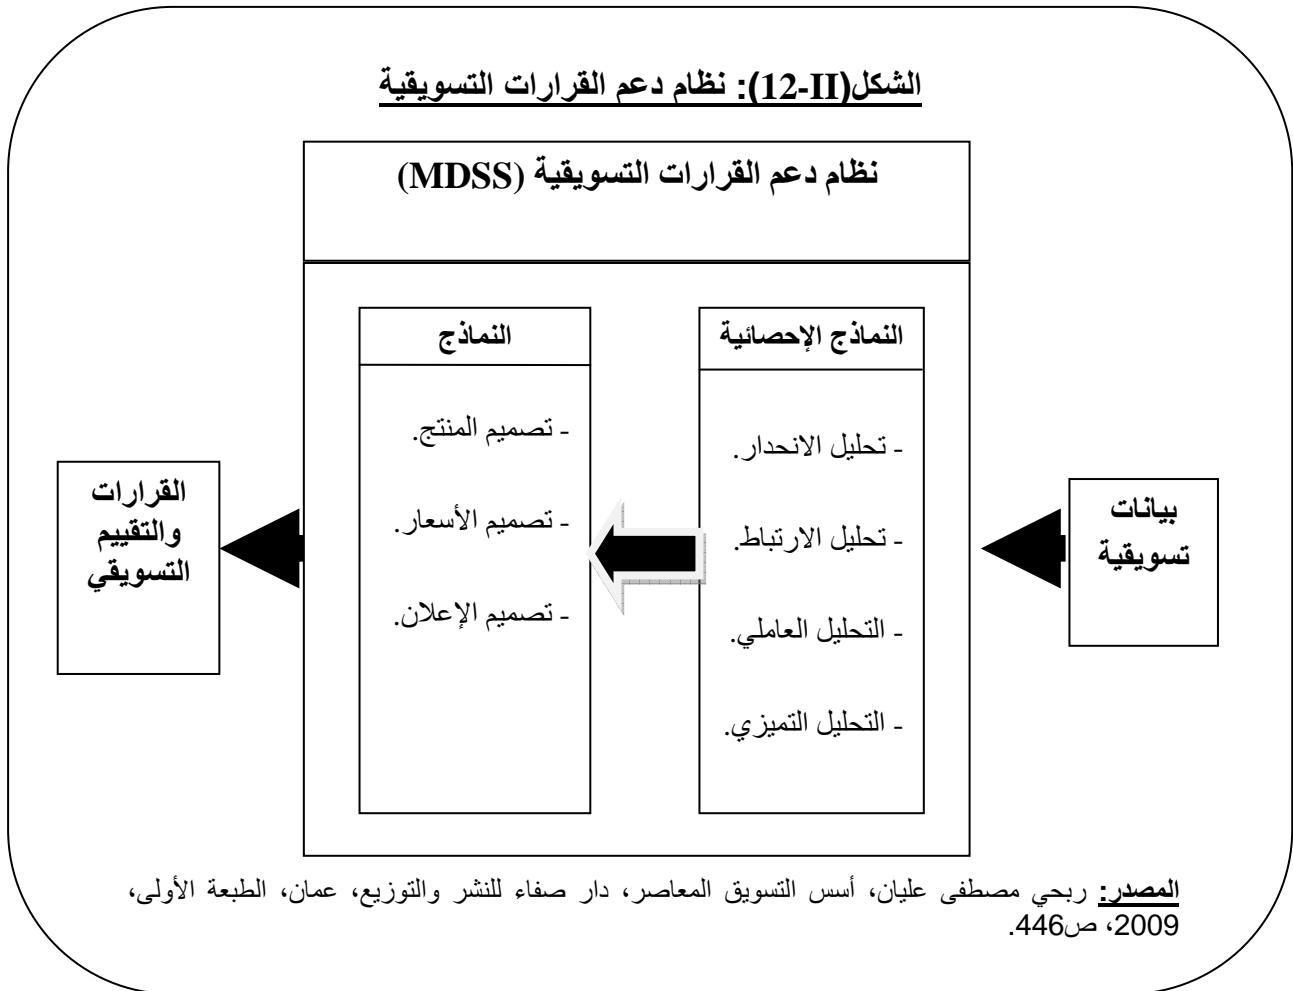 الشكل(12-II): نظام دعم القرارات التسويقية
نظام دعم القرارات التسويقية (MDSS)
بيانات
تسويقية
النماذج الإحصائية
- تحليل الانحدار.
- تحليل الارتباط.
- التحليل العاملي.
- التحليل التميزي.
النماذج
- تصميم المنتج.
- تصميم الأسعار.
- تصميم الإعلان.
القرارات
والتقييم
التسويقي
المصدر: ربحي مصطفى عليان، أسس التسويق المعاصر، دار صفاء للنشر والتوزيع، عمان، الطبعة الأولى،
2009، ص446.